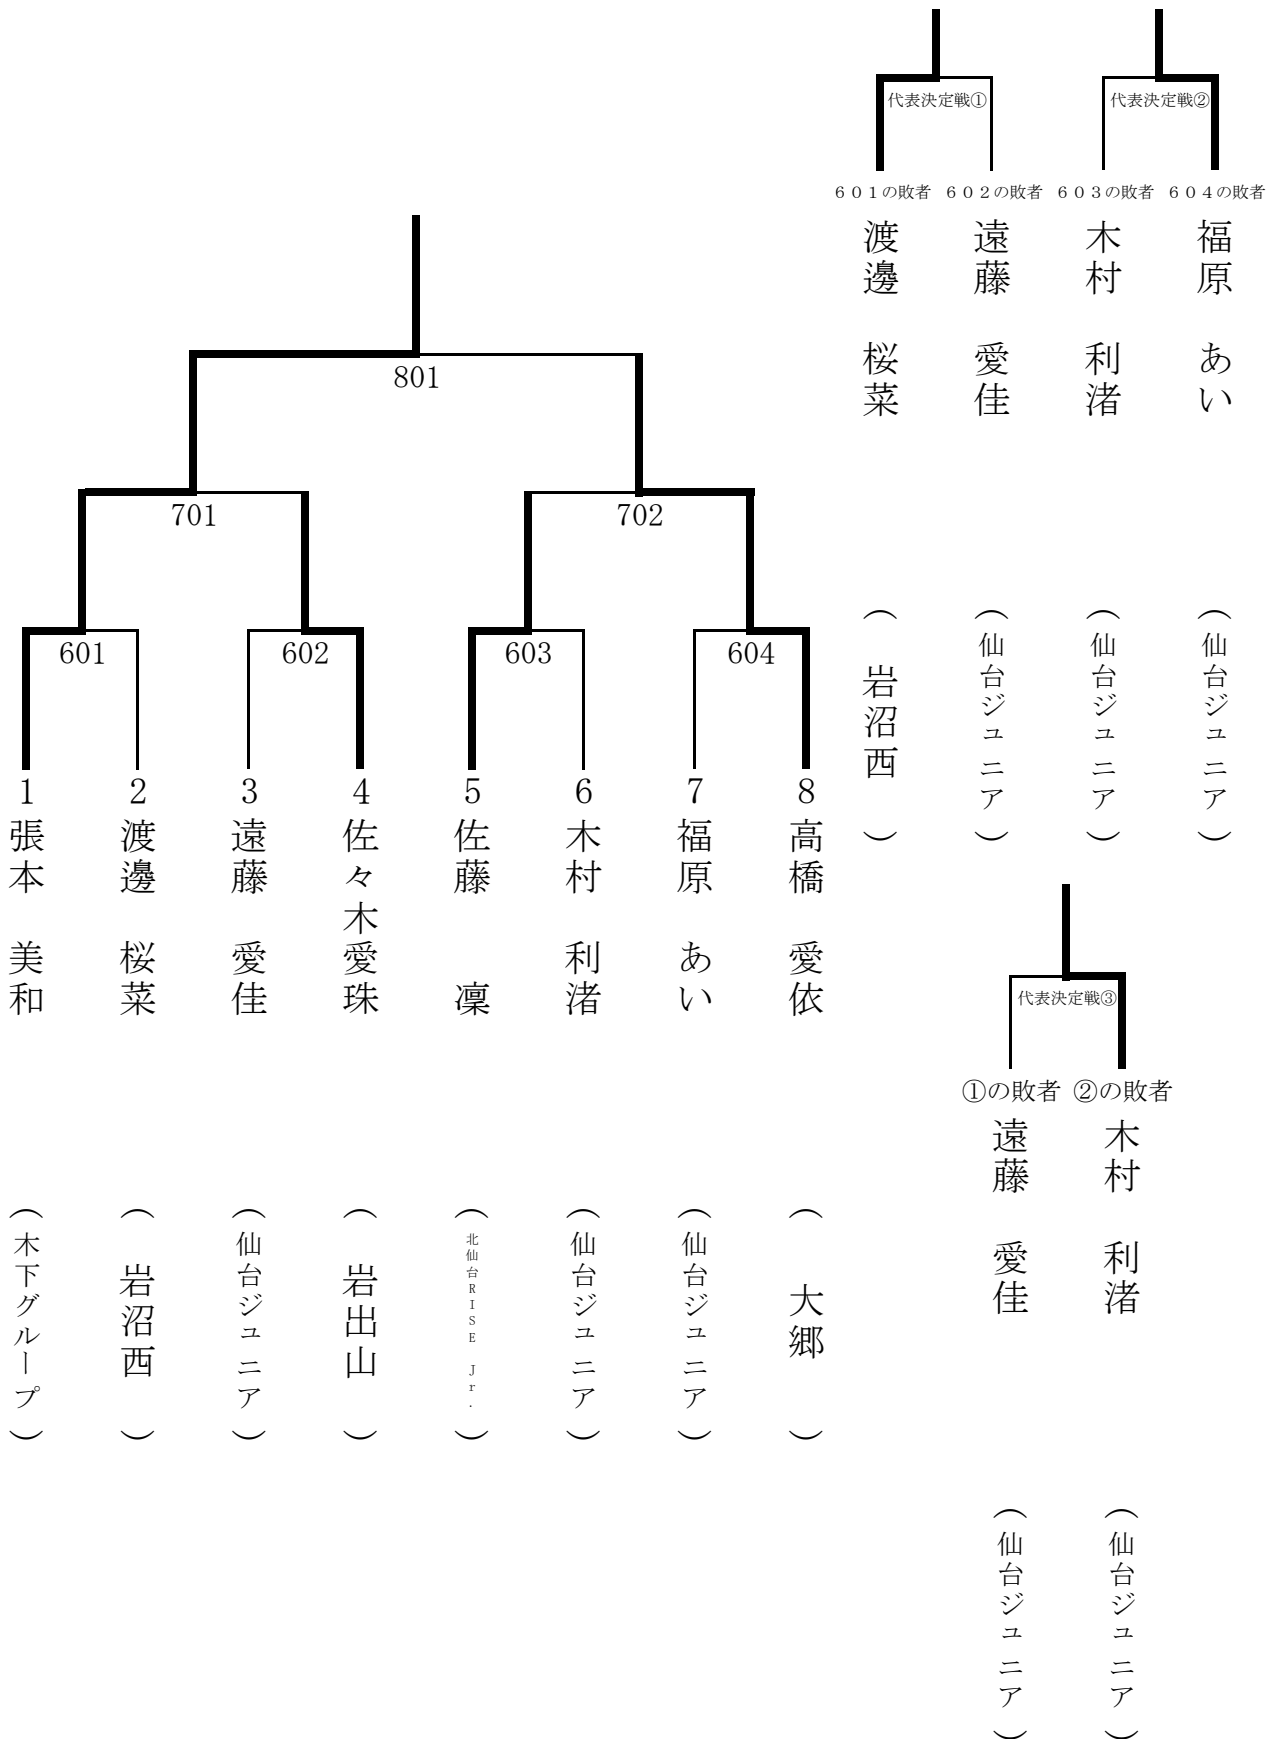 代表決定戦①
代表決定戦②
６０１の敗者
６０２の敗者
６０３の敗者
６０４の敗者
渡邊 桜菜
（ 岩沼西 ）
遠藤 愛佳
（仙台ジュニア）
木村 利渚
（仙台ジュニア）
福原 あい
（仙台ジュニア）
801
701
702
601
602
603
604
1
張本 美和
（木下グループ）
2
渡邊 桜菜
（ 岩沼西 ）
3
遠藤 愛佳
（仙台ジュニア）
4
佐々木愛珠
（ 岩出山 ）
5
佐藤 凜
（北仙台RISE Jr.）
6
木村 利渚
（仙台ジュニア）
7
福原 あい
（仙台ジュニア）
8
高橋 愛依
（ 大郷 ）
代表決定戦③
①の敗者
②の敗者
遠藤 愛佳
（仙台ジュニア）
木村 利渚
（仙台ジュニア）